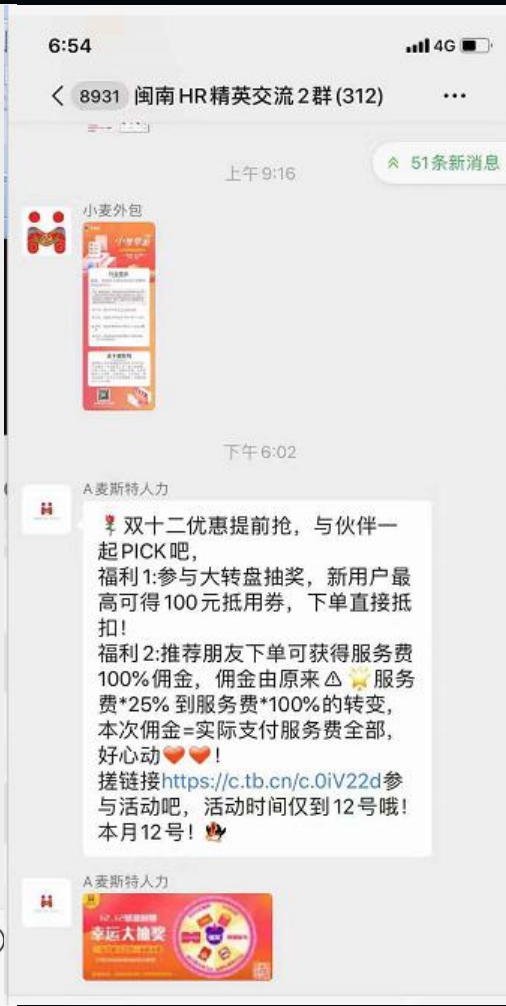 6:54
4G
8931 闽南HR精英交流2群(312)
51条新消息
上午9:16
小麦外包
下午6:02
A麦斯特人力
双十二优惠提前抢，与伙伴一
起PICK吧，
福利1:参与大转盘抽奖，新用户最
高可得100元抵用券，下单直接抵
扣！
福利2:推荐朋友下单可获得服务费
100%佣金，佣金由原来⚠🌟服务
费*25% 到服务费*100%的转变，
本次佣金=实际支付服务费全部，
好心动❤❤！
搓链接https://c.tb.cn/c.0iV22d参
与活动吧，活动时间仅到12号哦！
本月12号！
A麦斯特人力
幸运大抽奖